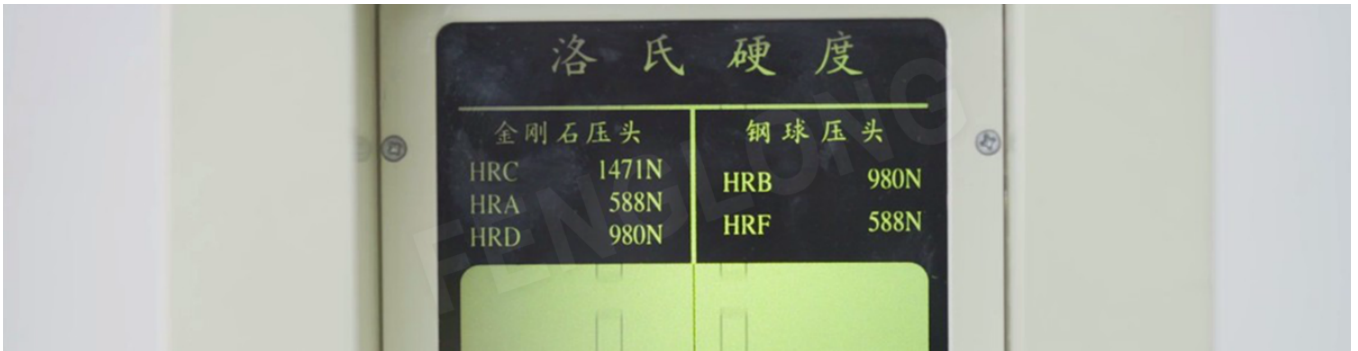 洛氏硬度
金刚石压头
HRC 1471N
HRA 588N
HRD 980N
钢球压头
HRB 980N
HRF 588N
FENGLONG